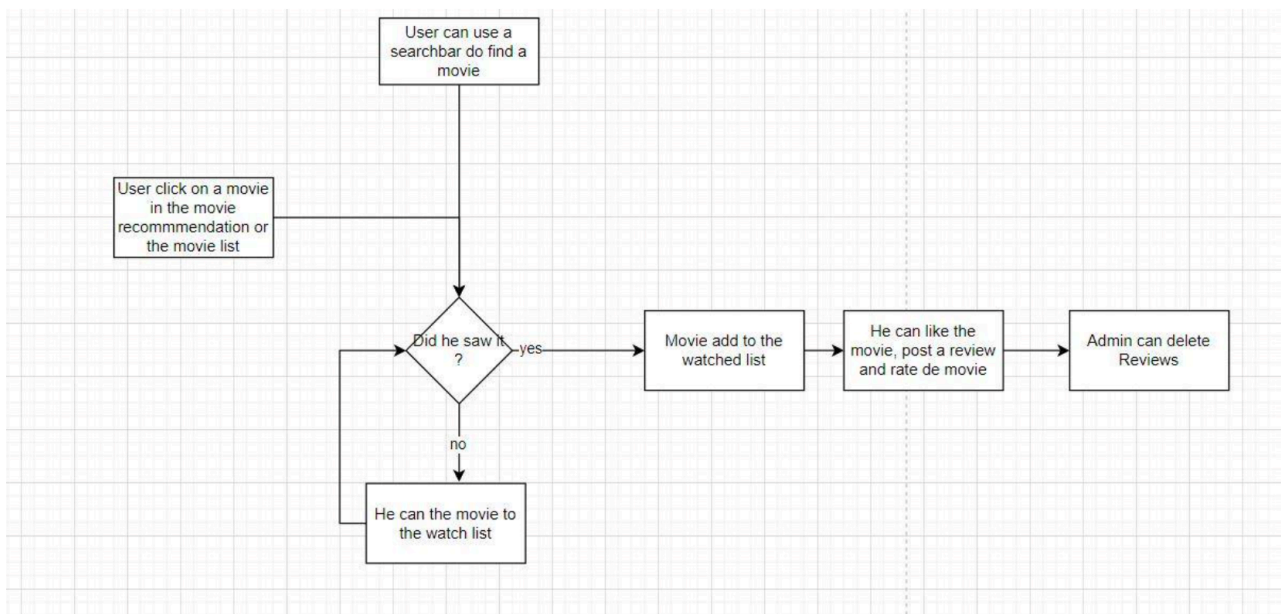 User can use a
searchbar do find a
movie
User click on a movie
in the movie
recommmendation or
the movie list
Did he saw it
?
yes
Movie add to the
watched list
He can like the
movie, post a review
and rate de movie
Admin can delete
Reviews
no
He can the movie to
the watch list